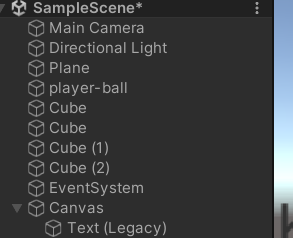 SampleScene*
Main Camera
Directional Light
Plane
player-ball
Cube
Cube
Cube (1)
Cube (2)
EventSystem
Canvas
Text (Legacy)